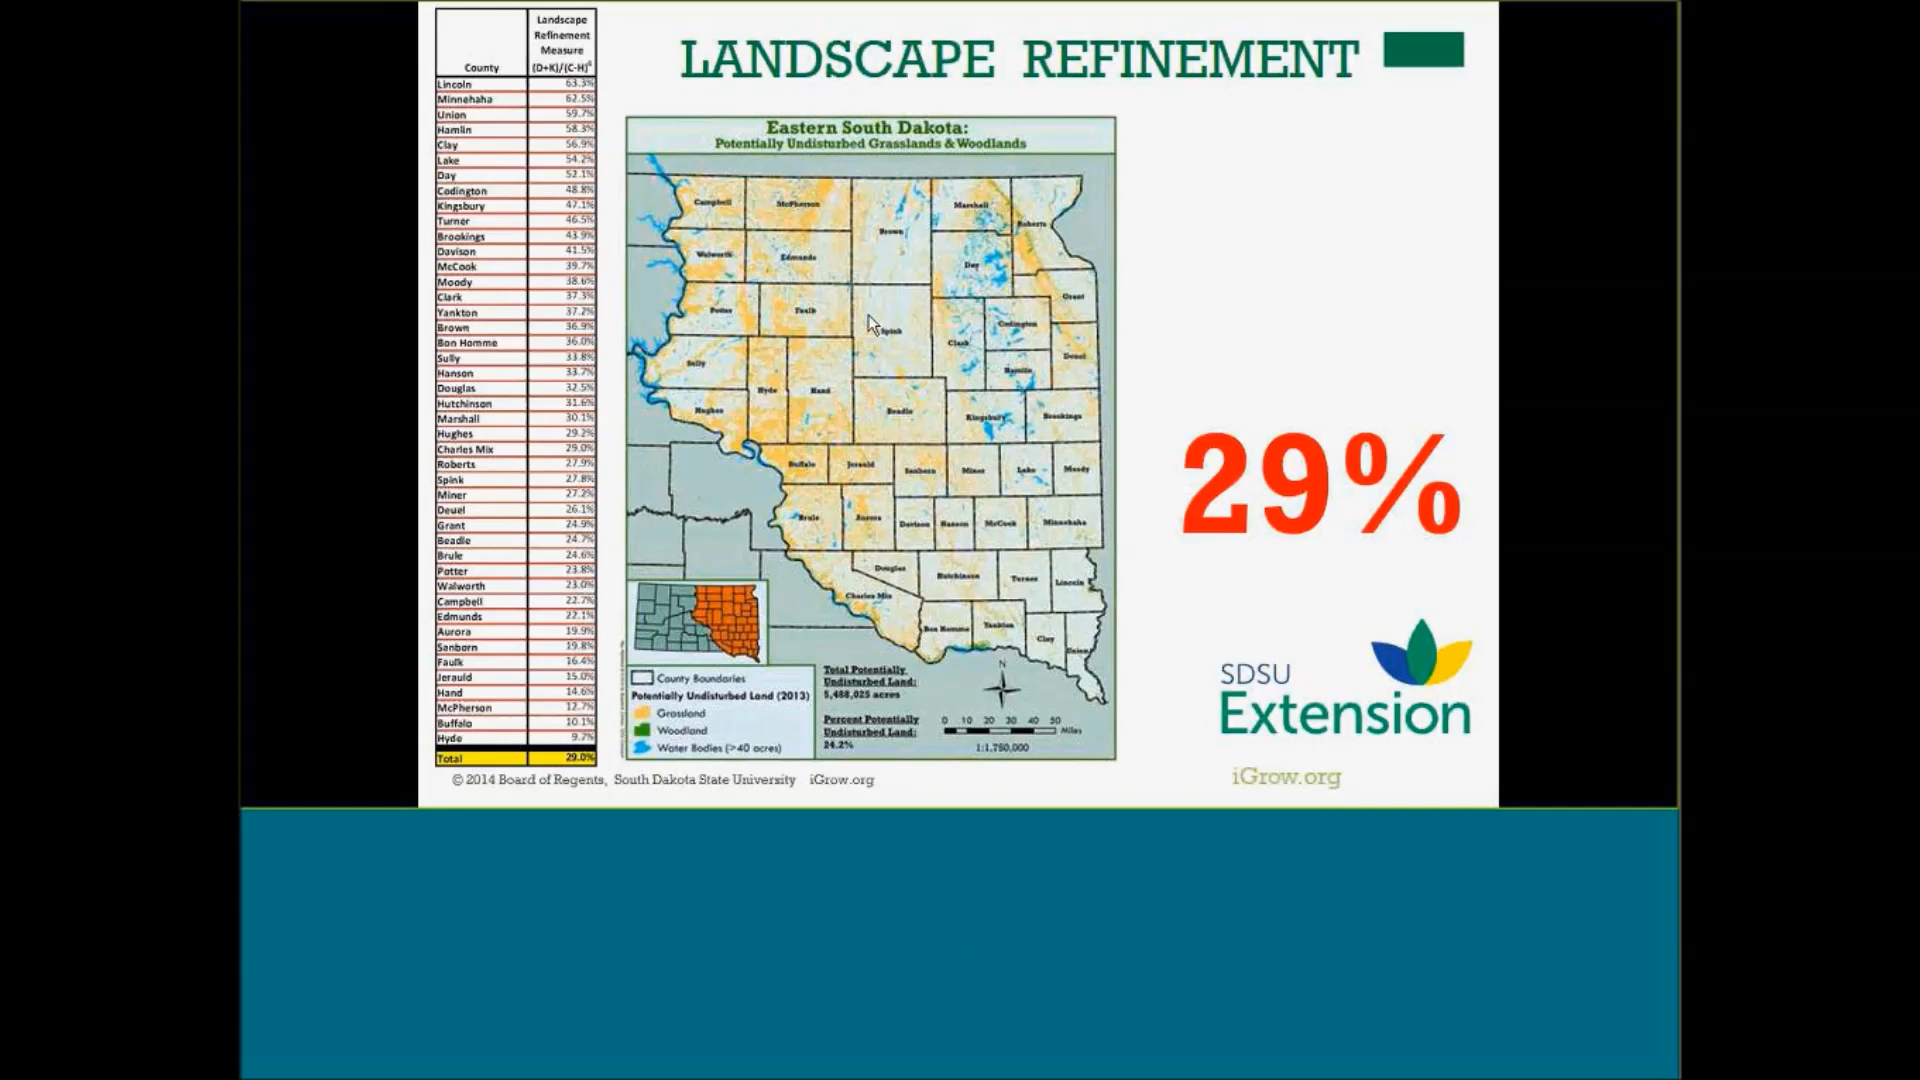 LANDSCAPE REFINEMENT
County Landscape Refinement Measure (D+K)/(C-H)⁶
Lincoln 63.3%
Minnehaha 62.5%
Union 59.7%
Hamlin 58.3%
Clay 56.9%
Lake 54.2%
Day 52.1%
Codington 48.8%
Kingsbury 47.1%
Turner 46.5%
Brookings 43.9%
Davison 41.5%
McCook 39.7%
Moody 38.6%
Clark 37.3%
Yankton 37.2%
Brown 36.9%
Bon Homme 36.0%
Sully 33.8%
Hanson 33.7%
Douglas 32.5%
Hutchinson 31.6%
Marshall 30.1%
Hughes 29.2%
Charles Mix 29.0%
Roberts 27.9%
Spink 27.8%
Miner 27.2%
Deuel 26.1%
Grant 24.9%
Beadle 24.7%
Brule 24.6%
Potter 23.8%
Walworth 23.0%
Campbell 22.7%
Edmunds 22.1%
Aurora 19.9%
Sanborn 19.8%
Faulk 16.4%
Jerauld 15.0%
Hand 14.6%
McPherson 12.7%
Buffalo 10.1%
Hyde 9.7%
Total 29.0%
Eastern South Dakota:
Potentially Undisturbed Grasslands & Woodlands
Campbell McPherson Marshall
Roberts
Brown
Walworth Edmunds Day
Grant
Potter Faulk Spink Codington
Clark
Deuel
Sully Hamlin
Hyde Hand
Hughes Beadle Kingsbury Brookings
Buffalo Jerauld Sanborn Miner Lake Moody
Brule Aurora Davison Hanson McCook Minnehaha
Douglas Hutchinson Turner Lincoln
Charles Mix
Bon Homme Yankton Clay
Union
County Boundaries
Potentially Undisturbed Land (2013)
Grassland
Woodland
Water Bodies (>40 acres)
Total Potentially
Undisturbed Land:
5,488,025 acres
Percent Potentially
Undisturbed Land:
24.2%
N
0 10 20 30 40 50
Miles
1:1,750,000
29%
SDSU
Extension
iGrow.org
© 2014 Board of Regents, South Dakota State University iGrow.org